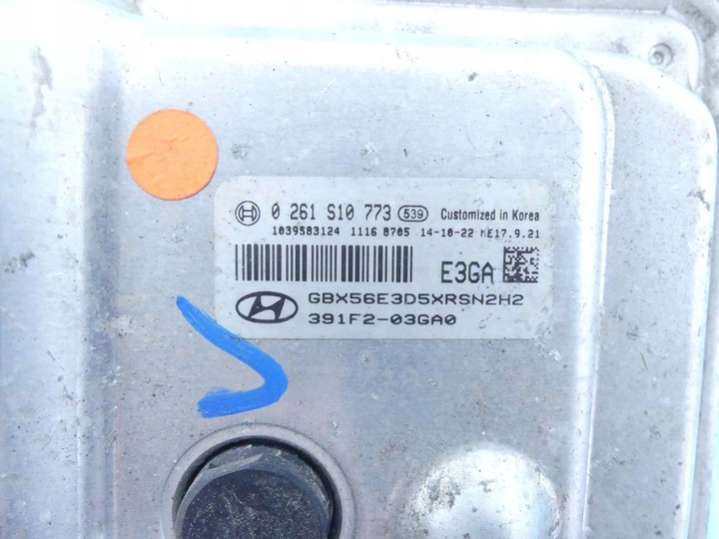 0 261 S10 773 539 Customized in Korea
1039583124 1116 8705 14-10-22 ME17.9.21
E3GA
GBX56E3D5XRSN2H2
391F2-03GA0